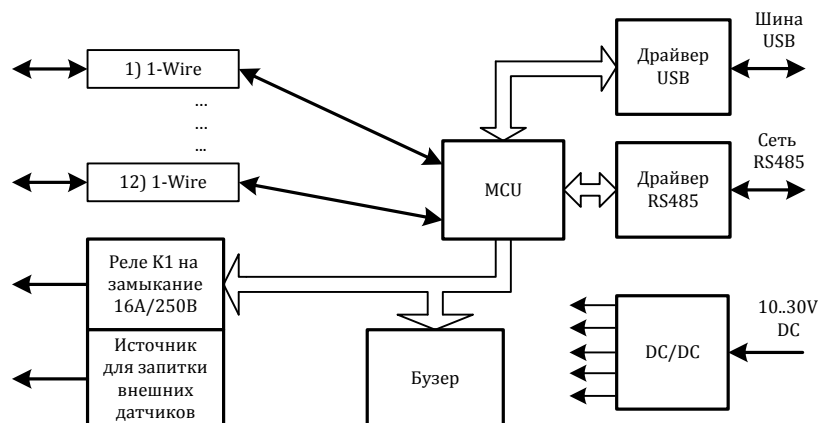 1) 1-Wire
...
...
...
12) 1-Wire
MCU
Драйвер
USB
Шина
USB
Драйвер
RS485
Сеть
RS485
Реле К1 на
замыкание
16А/250В
Источник
для запитки
внешних
датчиков
Бузер
DC/DC
10..30V
DC